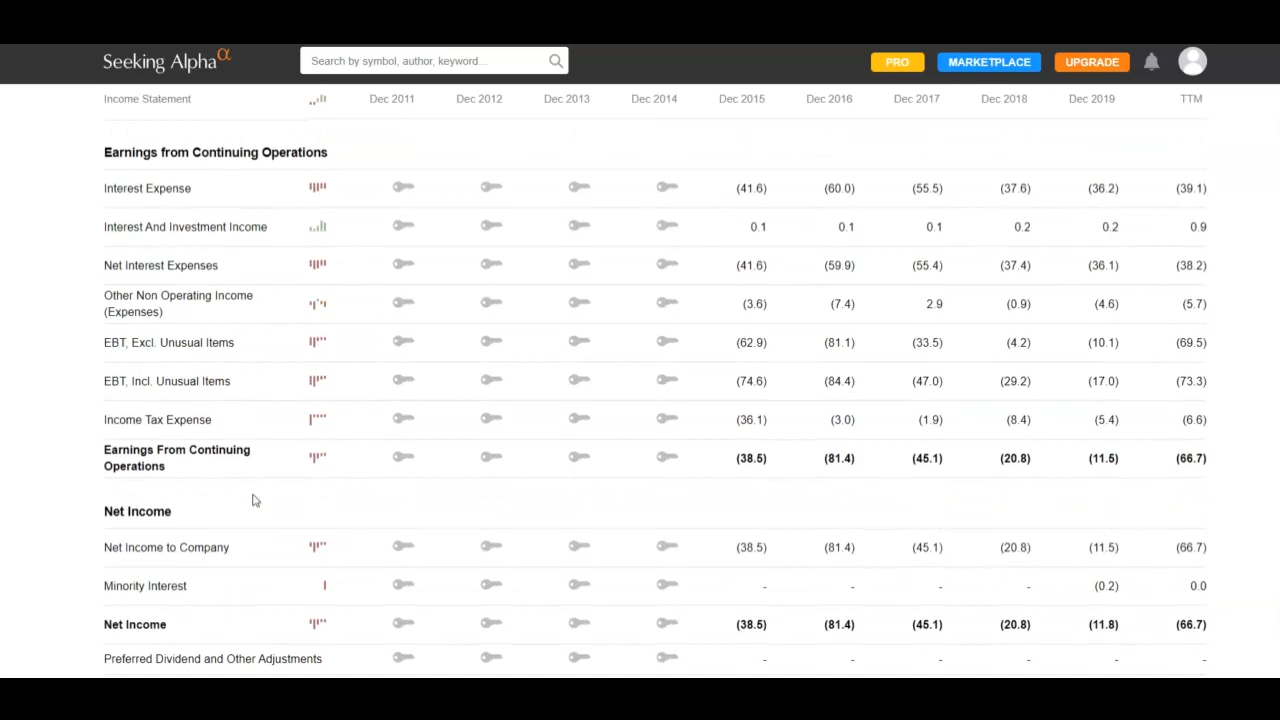 Seeking Alpha α Search by symbol, author, keyword... PRO MARKETPLACE UPGRADE
Income Statement Dec 2011 Dec 2012 Dec 2013 Dec 2014 Dec 2015 Dec 2016 Dec 2017 Dec 2018 Dec 2019 TTM
Earnings from Continuing Operations
Interest Expense (41.6) (60.0) (55.5) (37.6) (36.2) (39.1)
Interest And Investment Income 0.1 0.1 0.1 0.2 0.2 0.9
Net Interest Expenses (41.6) (59.9) (55.4) (37.4) (36.1) (38.2)
Other Non Operating Income
(Expenses) (3.6) (7.4) 2.9 (0.9) (4.6) (5.7)
EBT, Excl. Unusual Items (62.9) (81.1) (33.5) (4.2) (10.1) (69.5)
EBT, Incl. Unusual Items (74.6) (84.4) (47.0) (29.2) (17.0) (73.3)
Income Tax Expense (36.1) (3.0) (1.9) (8.4) (5.4) (6.6)
Earnings From Continuing
Operations (38.5) (81.4) (45.1) (20.8) (11.5) (66.7)
Net Income
Net Income to Company (38.5) (81.4) (45.1) (20.8) (11.5) (66.7)
Minority Interest - - - - (0.2) 0.0
Net Income (38.5) (81.4) (45.1) (20.8) (11.8) (66.7)
Preferred Dividend and Other Adjustments - - - - - -